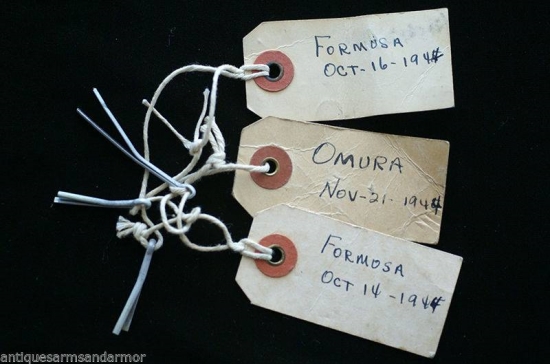 FORMOSA
OCT-16-1944
OMURA
NOV-21-1944
FORMOSA
OCT 14-1944
antiquesarmsandarmor